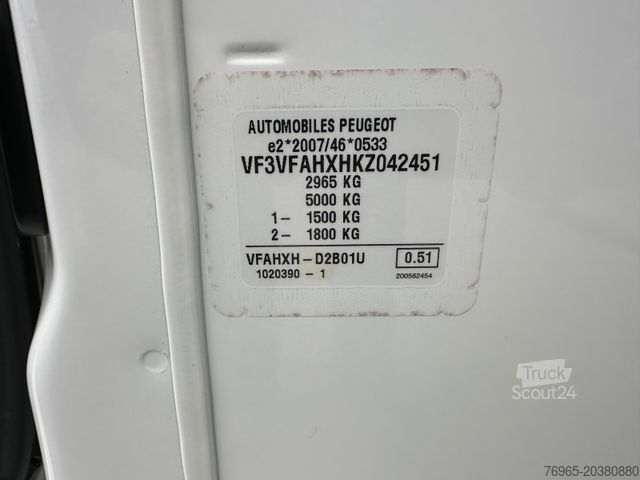 AUTOMOBILES PEUGEOT
e2*2007/46*0533
VF3VFAHXHKZ042451
2965 KG
5000 KG
1- 1500 KG
2- 1800 KG
VFAHXH-D2B01U 0.51
1020390 - 1 200562454
Truck
Scout24
76965-20380880